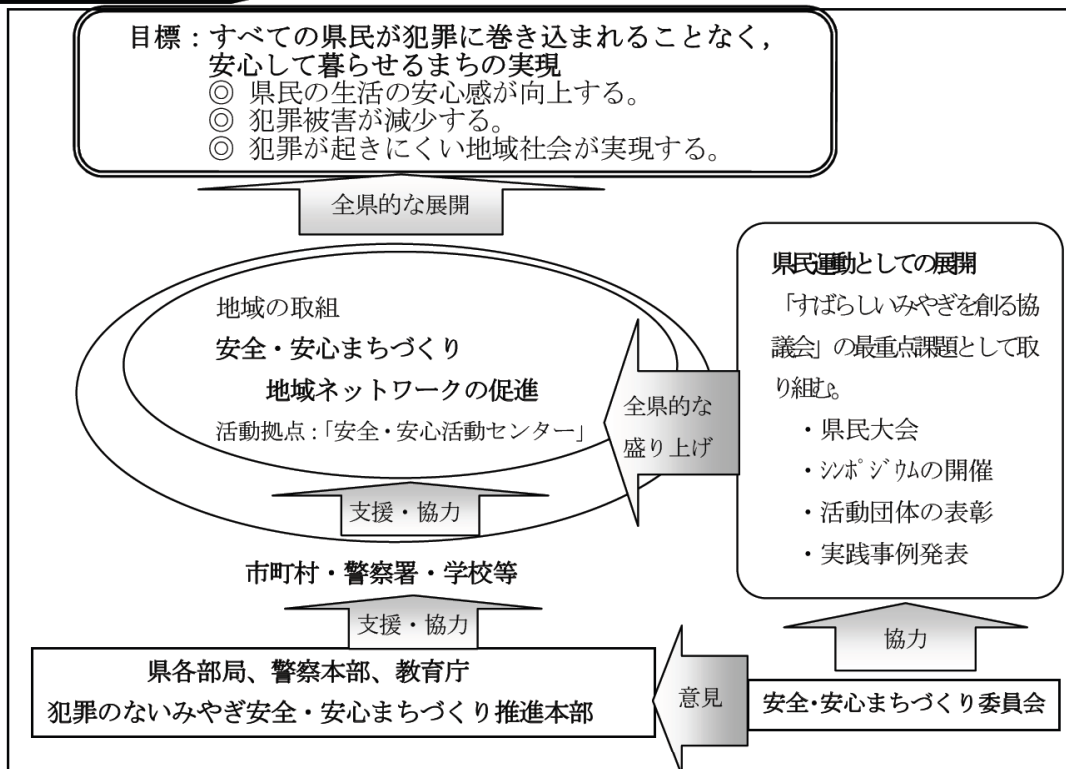 目標：すべての県民が犯罪に巻き込まれることなく，
安心して暮らせるまちの実現
◎ 県民の生活の安心感が向上する。
◎ 犯罪被害が減少する。
◎ 犯罪が起きにくい地域社会が実現する。
全県的な展開
地域の取組
安全・安心まちづくり
地域ネットワークの促進
活動拠点：「安全・安心活動センター」
支援・協力
市町村・警察署・学校等
支援・協力
県各部局、警察本部、教育庁
犯罪のないみやぎ安全・安心まちづくり推進本部
全県的な
盛り上げ
県民運動としての展開
「すばらしいみやぎを創る協
議会」の最重点課題として取
り組む。
・県民大会
・ｼﾝﾎﾟｼﾞｳﾑの開催
・活動団体の表彰
・実践事例発表
協力
意見
安全・安心まちづくり委員会